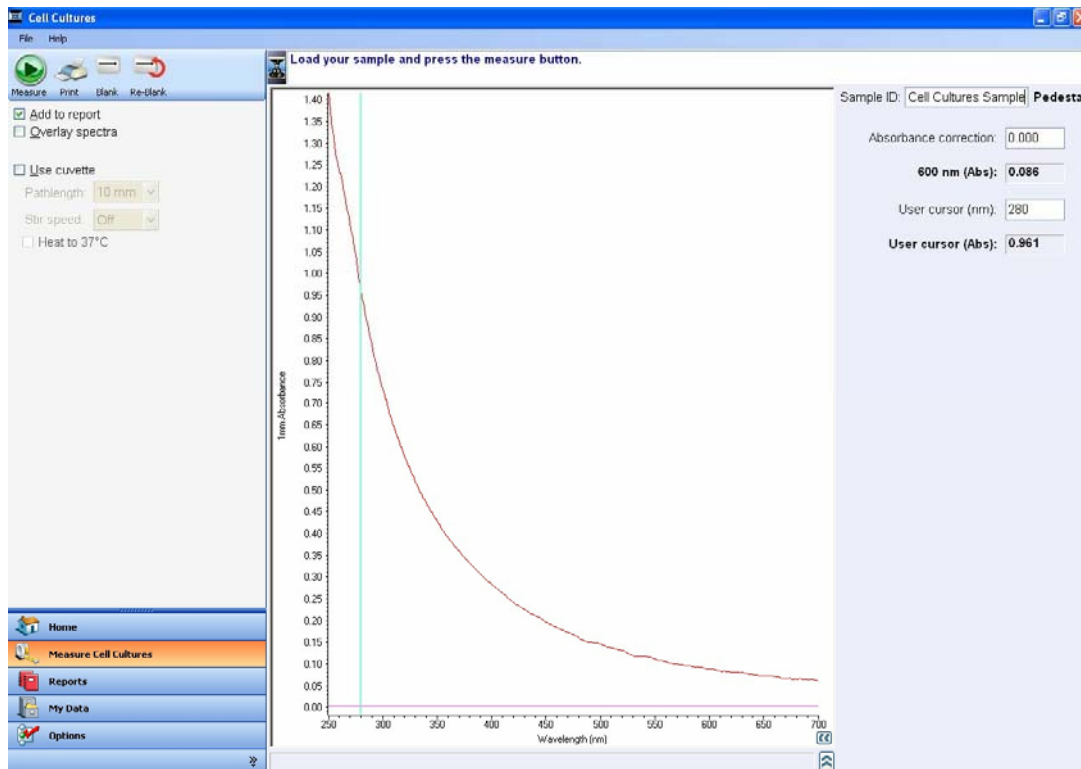 Cell Cultures
File Help
Measure Print Blank Re-Blank
Add to report
Overlay spectra
Use cuvette
Pathlength: 10 mm
Stir speed: Off
Heat to 37°C
Home
Measure Cell Cultures
Reports
My Data
Options
Load your sample and press the measure button.
1.40
1.35
1.30
1.25
1.20
1.15
1.10
1.05
1.00
0.95
0.90
0.85
0.80
0.75
0.70
0.65
0.60
0.55
0.50
0.45
0.40
0.35
0.30
0.25
0.20
0.15
0.10
0.05
0.00
1mm Absorbance
250 300 350 400 450 500 550 600 650 700
Wavelength (nm)
Sample ID: Cell Cultures Sample Pedesta
Absorbance correction: 0.000
600 nm (Abs): 0.086
User cursor (nm): 280
User cursor (Abs): 0.961